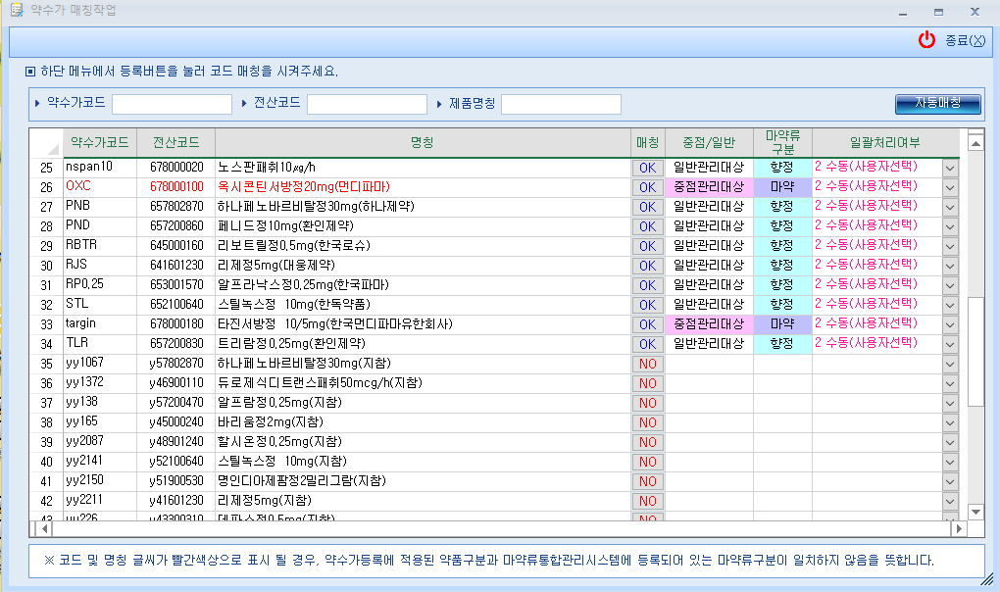 약수가 매칭작업
종료(X)
하단 메뉴에서 등록버튼을 눌러 코드 매칭을 시켜주세요.
약수가코드 전산코드 제품명칭 자동매칭
약수가코드 전산코드 명칭 매칭 중점/일반 마약류 구분 일괄처리여부
25 nspan10 678000020 노스판패취10㎍/h OK 일반관리대상 향정 2 수동(사용자선택)
26 OXC 678000100 옥시콘틴서방정20mg(먼디파마) OK 중점관리대상 마약 2 수동(사용자선택)
27 PNB 657802870 하나페노바르비탈정30mg(하나제약) OK 일반관리대상 향정 2 수동(사용자선택)
28 PND 657200860 페니드정10mg(환인제약) OK 일반관리대상 향정 2 수동(사용자선택)
29 RBTR 645000160 리보트릴정0.5mg(한국로슈) OK 일반관리대상 향정 2 수동(사용자선택)
30 RJS 641601230 리제정5mg(대웅제약) OK 일반관리대상 향정 2 수동(사용자선택)
31 RP0.25 653001570 알프라낙스정0.25mg(한국파마) OK 일반관리대상 향정 2 수동(사용자선택)
32 STL 652100640 스틸녹스정 10mg(한독약품) OK 일반관리대상 향정 2 수동(사용자선택)
33 targin 678000180 타진서방정 10/5mg(한국먼디파마유한회사) OK 중점관리대상 마약 2 수동(사용자선택)
34 TLR 657200830 트리람정0.25mg(환인제약) OK 일반관리대상 향정 2 수동(사용자선택)
35 yy1067 y57802870 하나페노바르비탈정30mg(지참) NO
36 yy1372 y46900110 듀로제식디트랜스패취50mcg/h(지참) NO
37 yy138 y57200470 알프람정0.25mg(지참) NO
38 yy165 y45000240 바리움정2mg(지참) NO
39 yy2087 y48901240 할시온정0.25mg(지참) NO
40 yy2141 y52100640 스틸녹스정 10mg(지참) NO
41 yy2150 y51900530 명인디아제팜정2밀리그람(지참) NO
42 yy2211 y41601230 리제정5mg(지참) NO
43 yy226 y43300310 데파스정0.5mg(지참) NO
※ 코드 및 명칭 글씨가 빨간색상으로 표시 될 경우, 약수가등록에 적용된 약품구분과 마약류통합관리시스템에 등록되어 있는 마약류구분이 일치하지 않음을 뜻합니다.